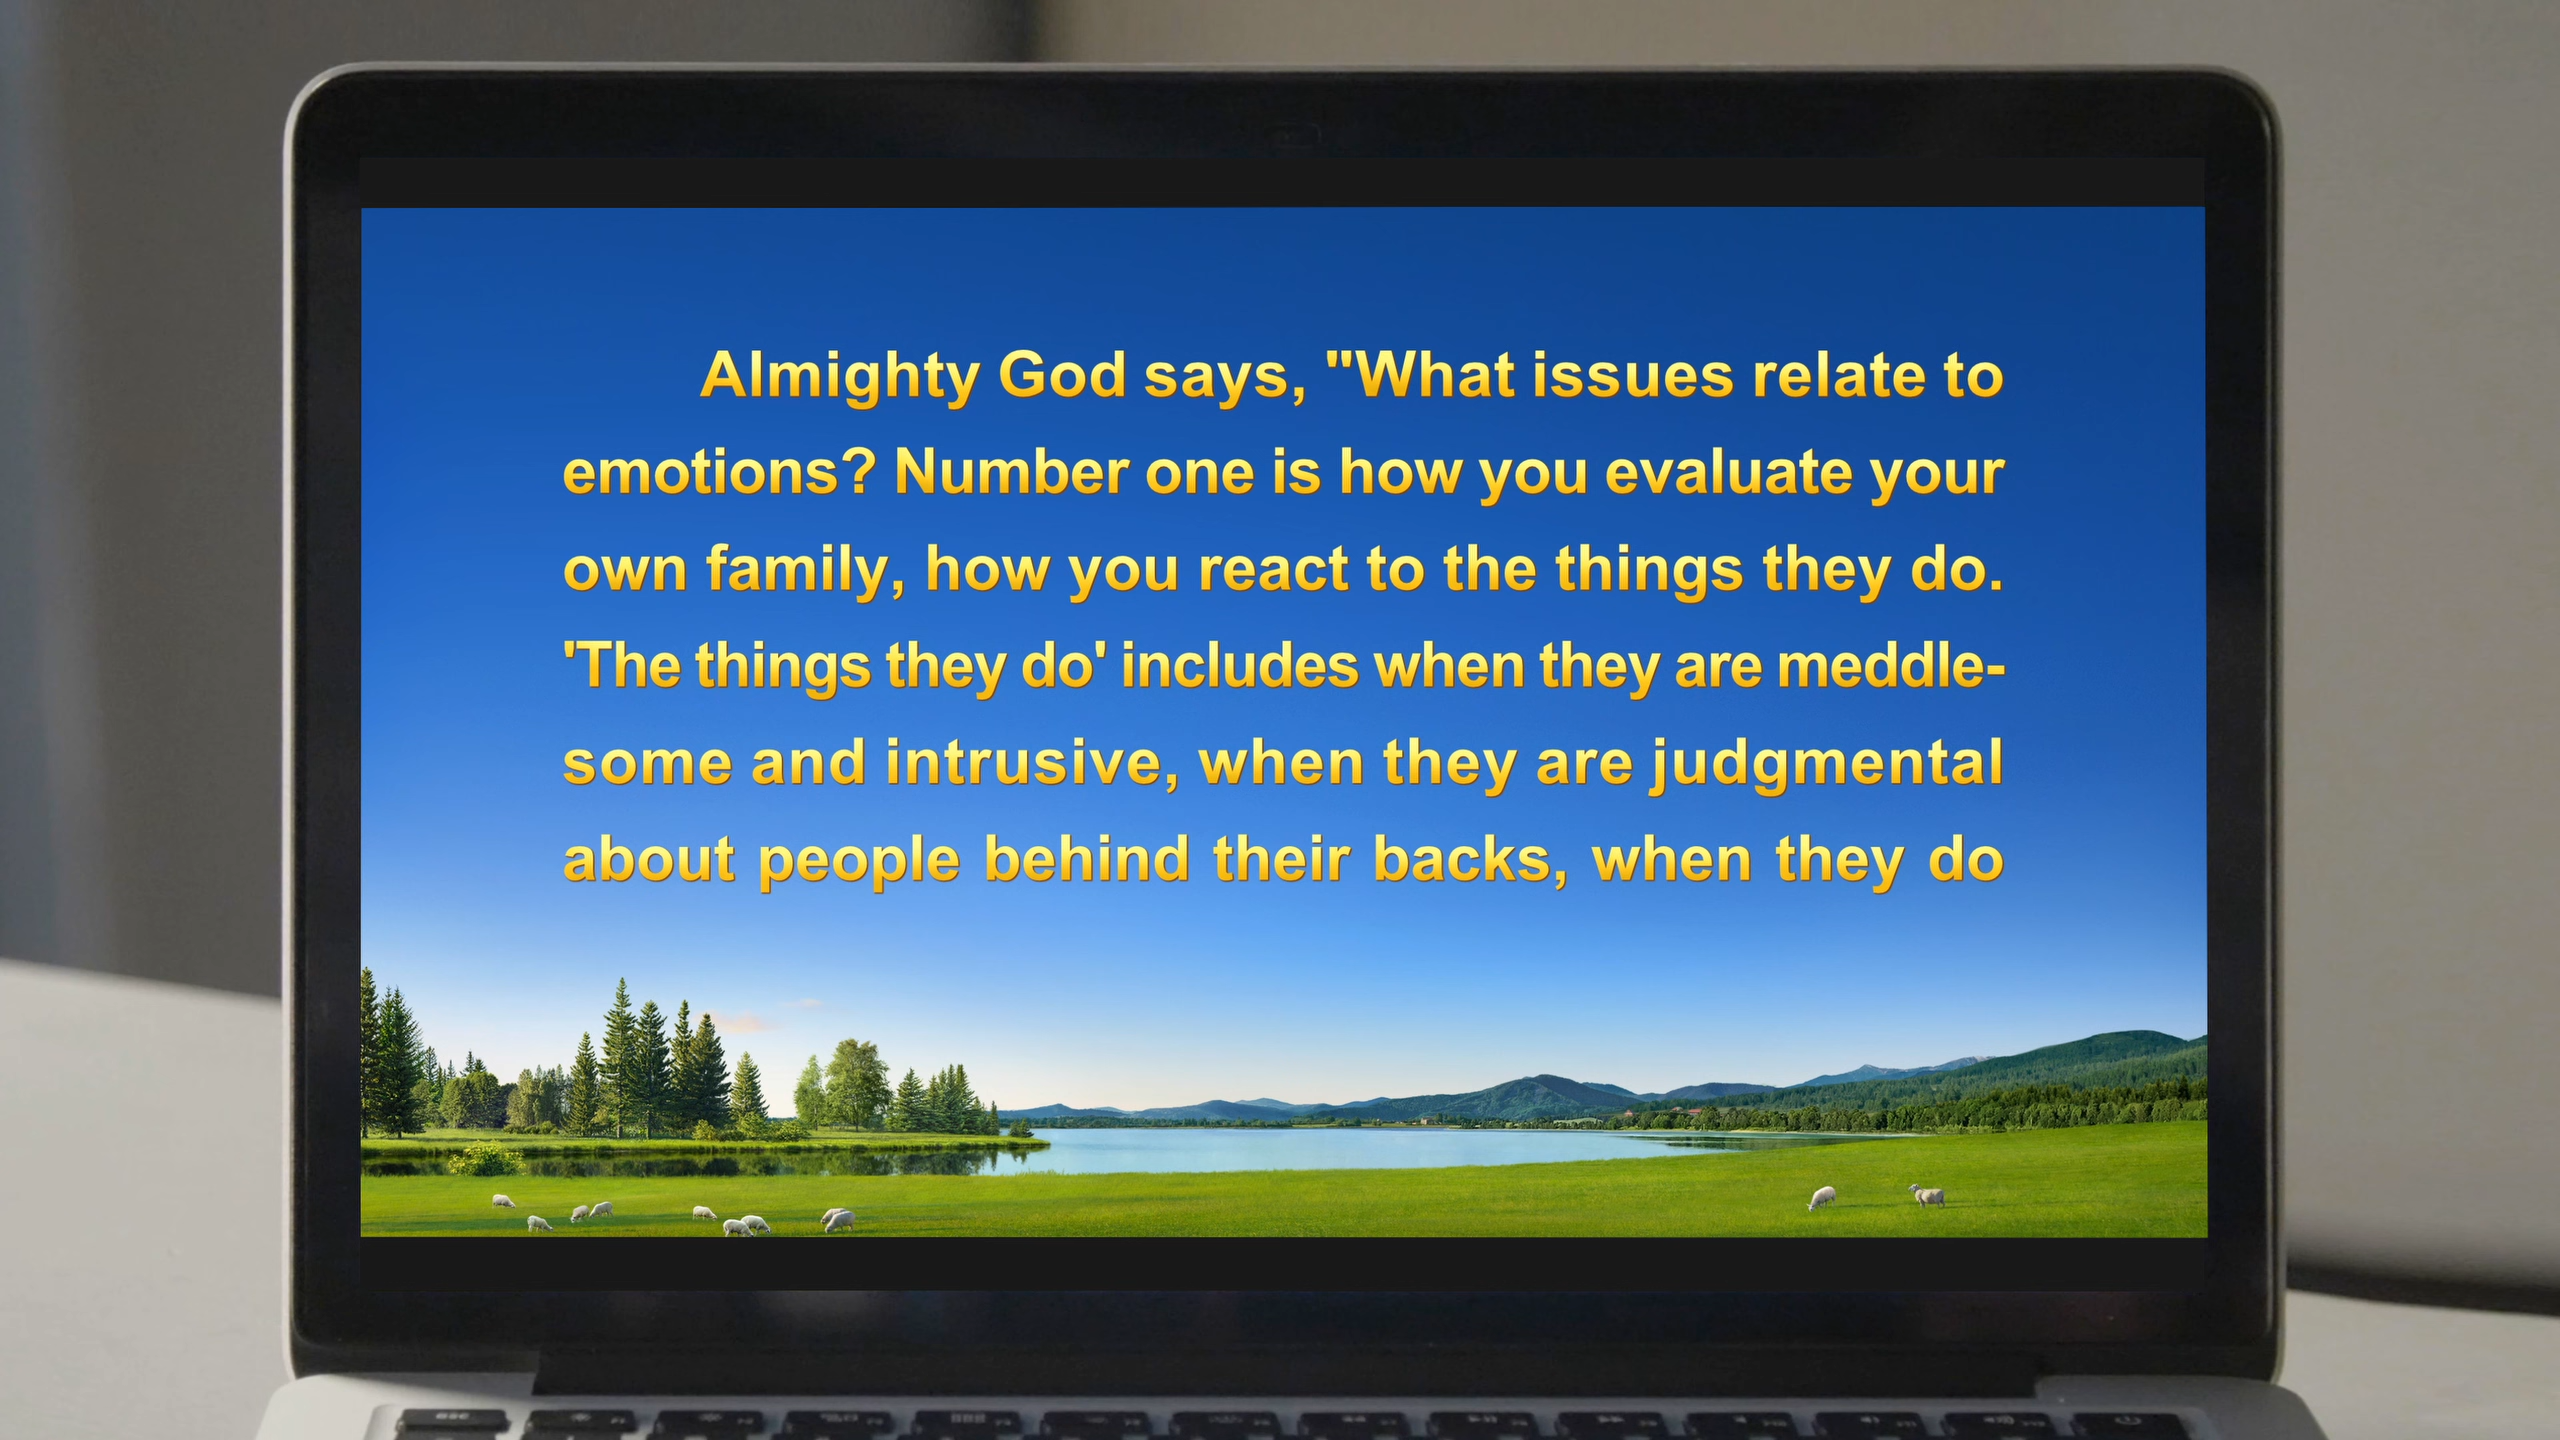 Almighty God says, "What issues relate to
emotions? Number one is how you evaluate your
own family, how you react to the things they do.
'The things they do' includes when they are meddle-
some and intrusive, when they are judgmental
about people behind their backs, when they do
esc